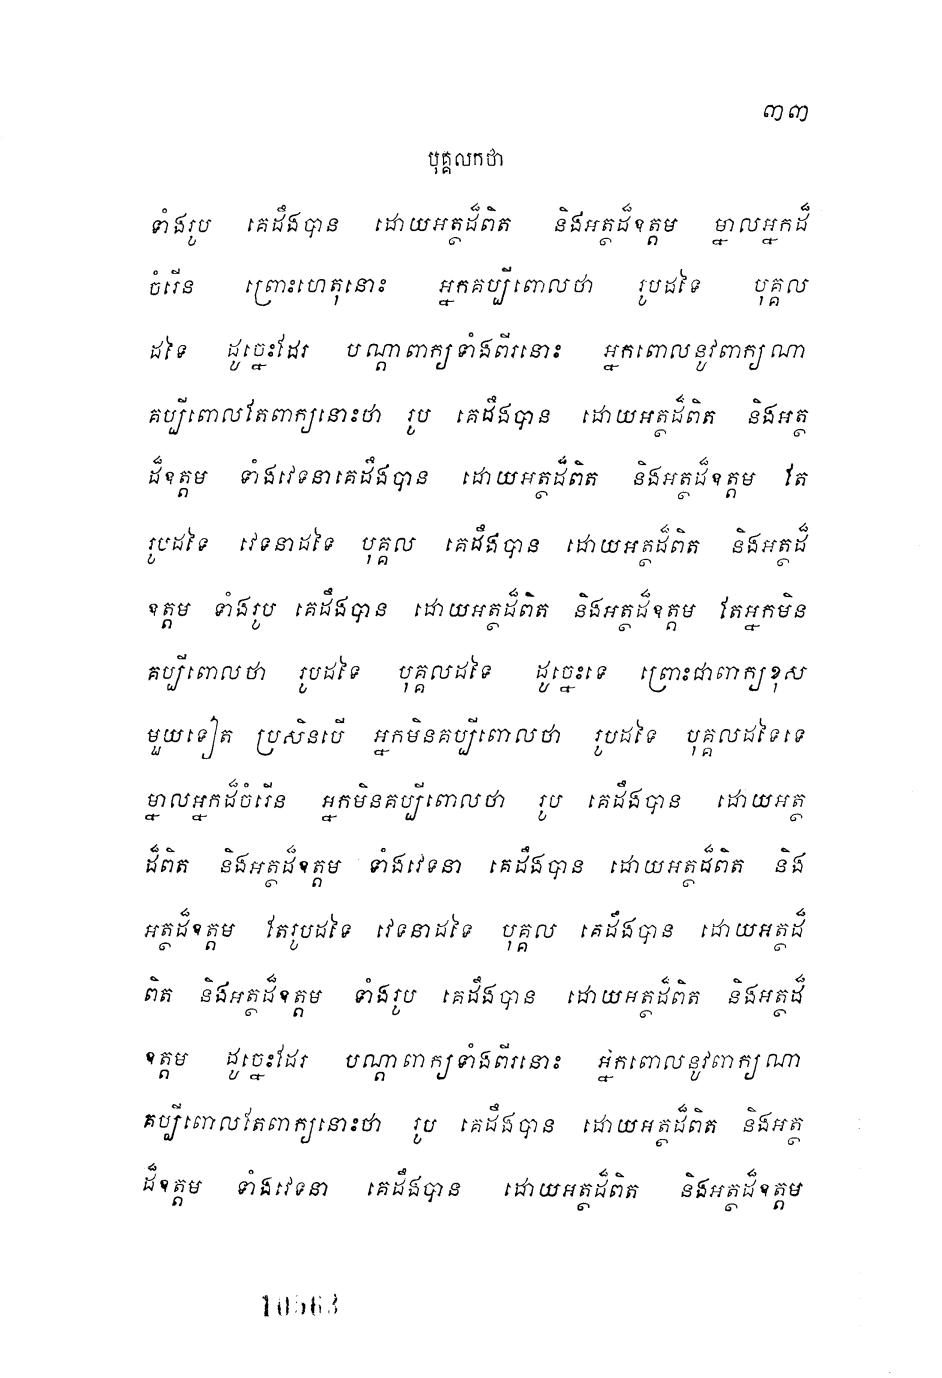 ៣៣
បុគ្គលកថា
ទាំងរូប គេដឹងបាន ដោយអត្ថដ៏ពិត និងអត្ថដ៏ឧត្តម ម្នាលអ្នកដ៏
ចំរើន ព្រោះហេតុនោះ អ្នកគប្បីពោលថា រូបដទៃ បុគ្គល
ដទៃ ដូច្នេះដែរ បណ្តាពាក្យទាំងពីរនោះ អ្នកពោលនូវពាក្យណា
គប្បីពោលតែពាក្យនោះថា រូប គេដឹងបាន ដោយអត្ថដ៏ពិត និងអត្ថ
ដ៏ឧត្តម ទាំងវេទនាគេដឹងបាន ដោយអត្ថដ៏ពិត និងអត្ថដ៏ឧត្តម តែ
រូបដទៃ វេទនាដទៃ បុគ្គល គេដឹងបាន ដោយអត្ថដ៏ពិត និងអត្ថដ៏
ឧត្តម ទាំងរូប គេដឹងបាន ដោយអត្ថដ៏ពិត និងអត្ថដ៏ឧត្តម តែអ្នកមិន
គប្បីពោលថា រូបដទៃ បុគ្គលដទៃ ដូច្នេះទេ ព្រោះជាពាក្យខុស
មួយទៀត ប្រសិនបើ អ្នកមិនគប្បីពោលថា រូបដទៃ បុគ្គលដទៃទេ
ម្នាលអ្នកដ៏ចំរើន អ្នកមិនគប្បីពោលថា រូប គេដឹងបាន ដោយអត្ថ
ដ៏ពិត និងអត្ថដ៏ឧត្តម ទាំងវេទនា គេដឹងបាន ដោយអត្ថដ៏ពិត និង
អត្ថដ៏ឧត្តម តែរូបដទៃ វេទនាដទៃ បុគ្គល គេដឹងបាន ដោយអត្ថដ៏
ពិត និងអត្ថដ៏ឧត្តម ទាំងរូប គេដឹងបាន ដោយអត្ថដ៏ពិត និងអត្ថដ៏
ឧត្តម ដូច្នេះដែរ បណ្តាពាក្យទាំងពីរនោះ អ្នកពោលនូវពាក្យណា
គប្បីពោលតែពាក្យនោះថា រូប គេដឹងបាន ដោយអត្ថដ៏ពិត និងអត្ថ
ដ៏ឧត្តម ទាំងវេទនា គេដឹងបាន ដោយអត្ថដ៏ពិត និងអត្ថដ៏ឧត្តម